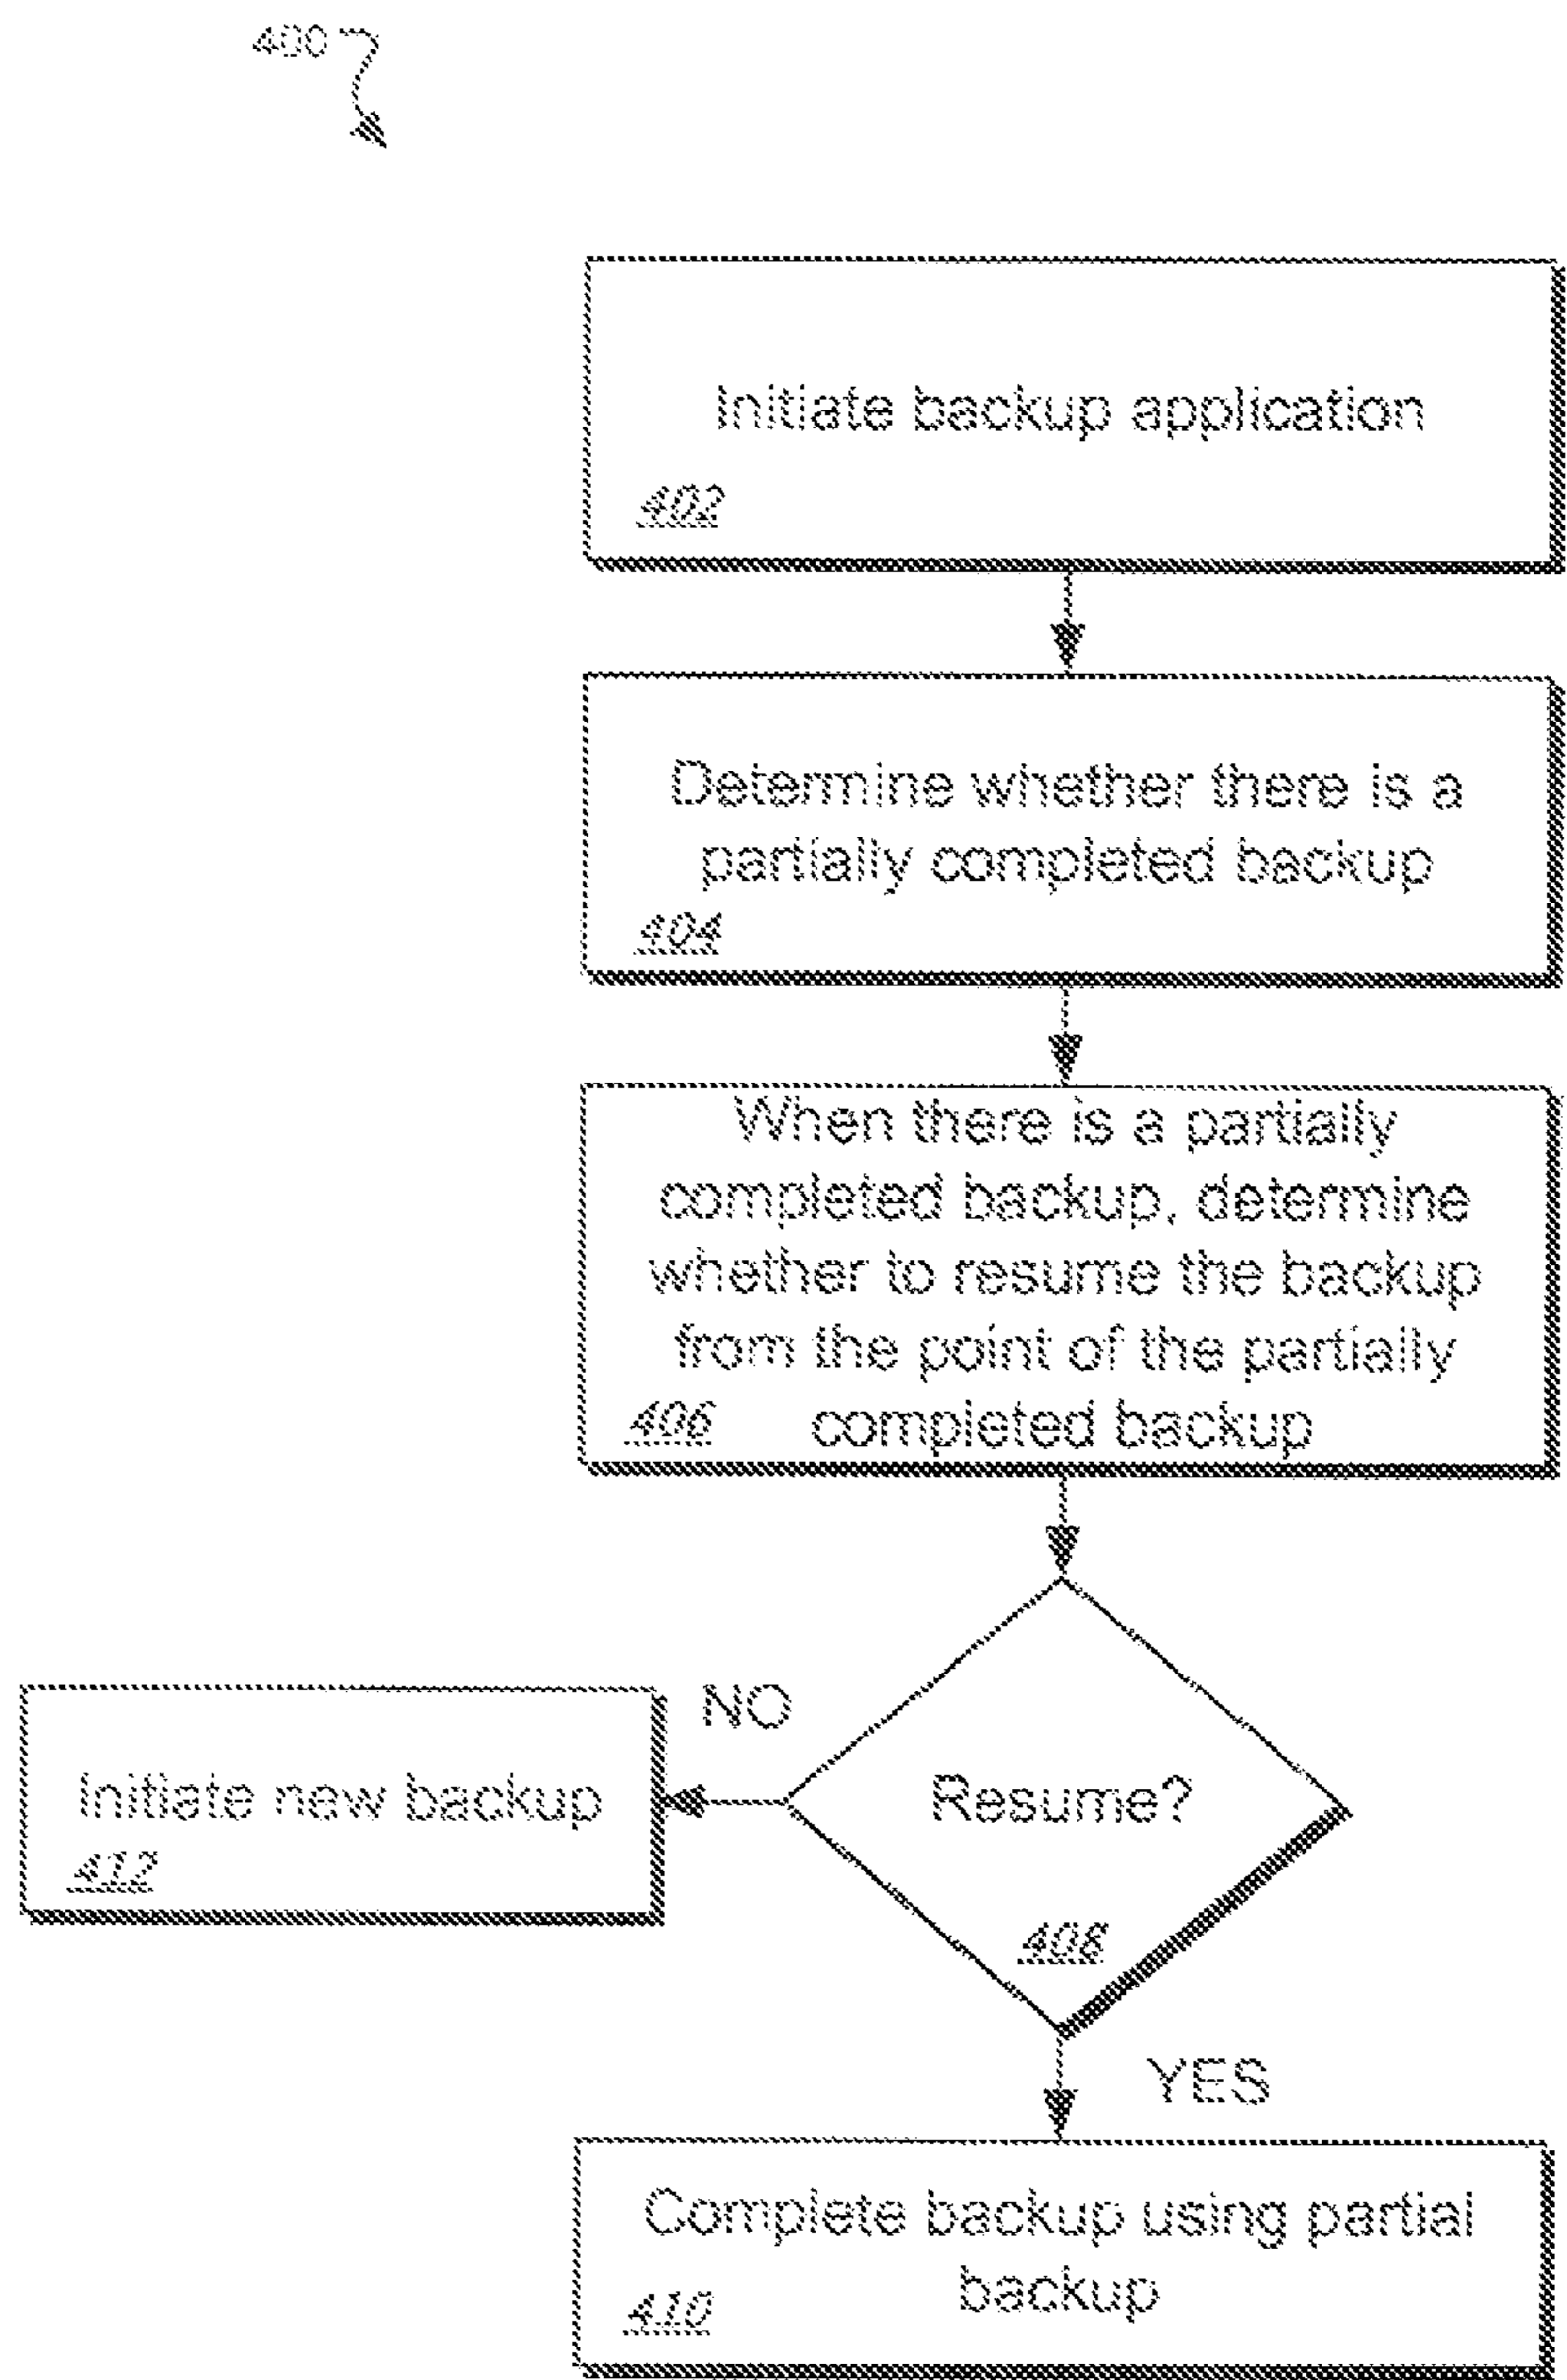 400
Initiate backup application
402
Determine whether there is a
partially completed backup
404
When there is a partially
completed backup, determine
whether to resume the backup
from the point of the partially
406 completed backup
NO
Resume?
408
Initiate new backup
412
YES
Complete backup using partial
backup
410